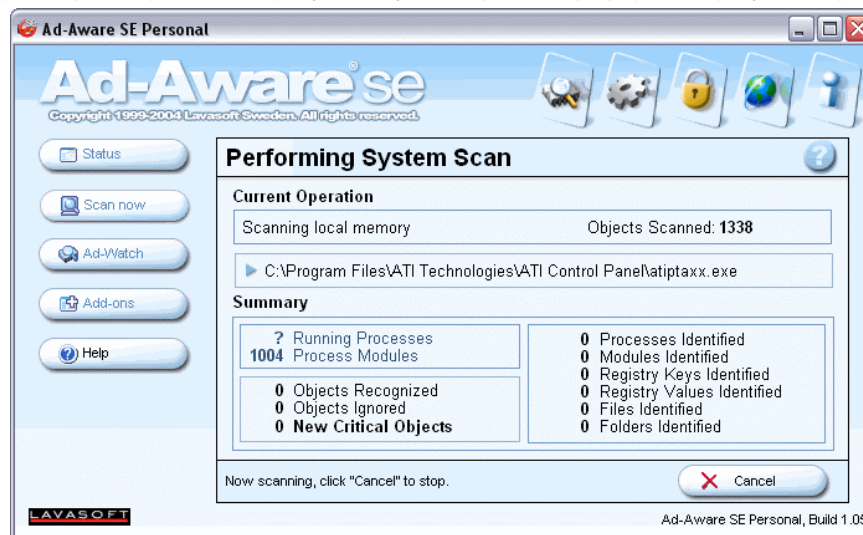 Ad-Aware SE Personal
Ad-Aware® se
Copyright 1999-2004 Lavasoft Sweden. All rights reserved.
Status
Scan now
Ad-Watch
Add-ons
Help
Performing System Scan
Current Operation
Scanning local memory Objects Scanned: 1338
C:\Program Files\ATI Technologies\ATI Control Panel\atiptaxx.exe
Summary
? Running Processes
1004 Process Modules
0 Objects Recognized
0 Objects Ignored
0 New Critical Objects
0 Processes Identified
0 Modules Identified
0 Registry Keys Identified
0 Registry Values Identified
0 Files Identified
0 Folders Identified
Now scanning, click "Cancel" to stop.
Cancel
LAVASOFT
Ad-Aware SE Personal, Build